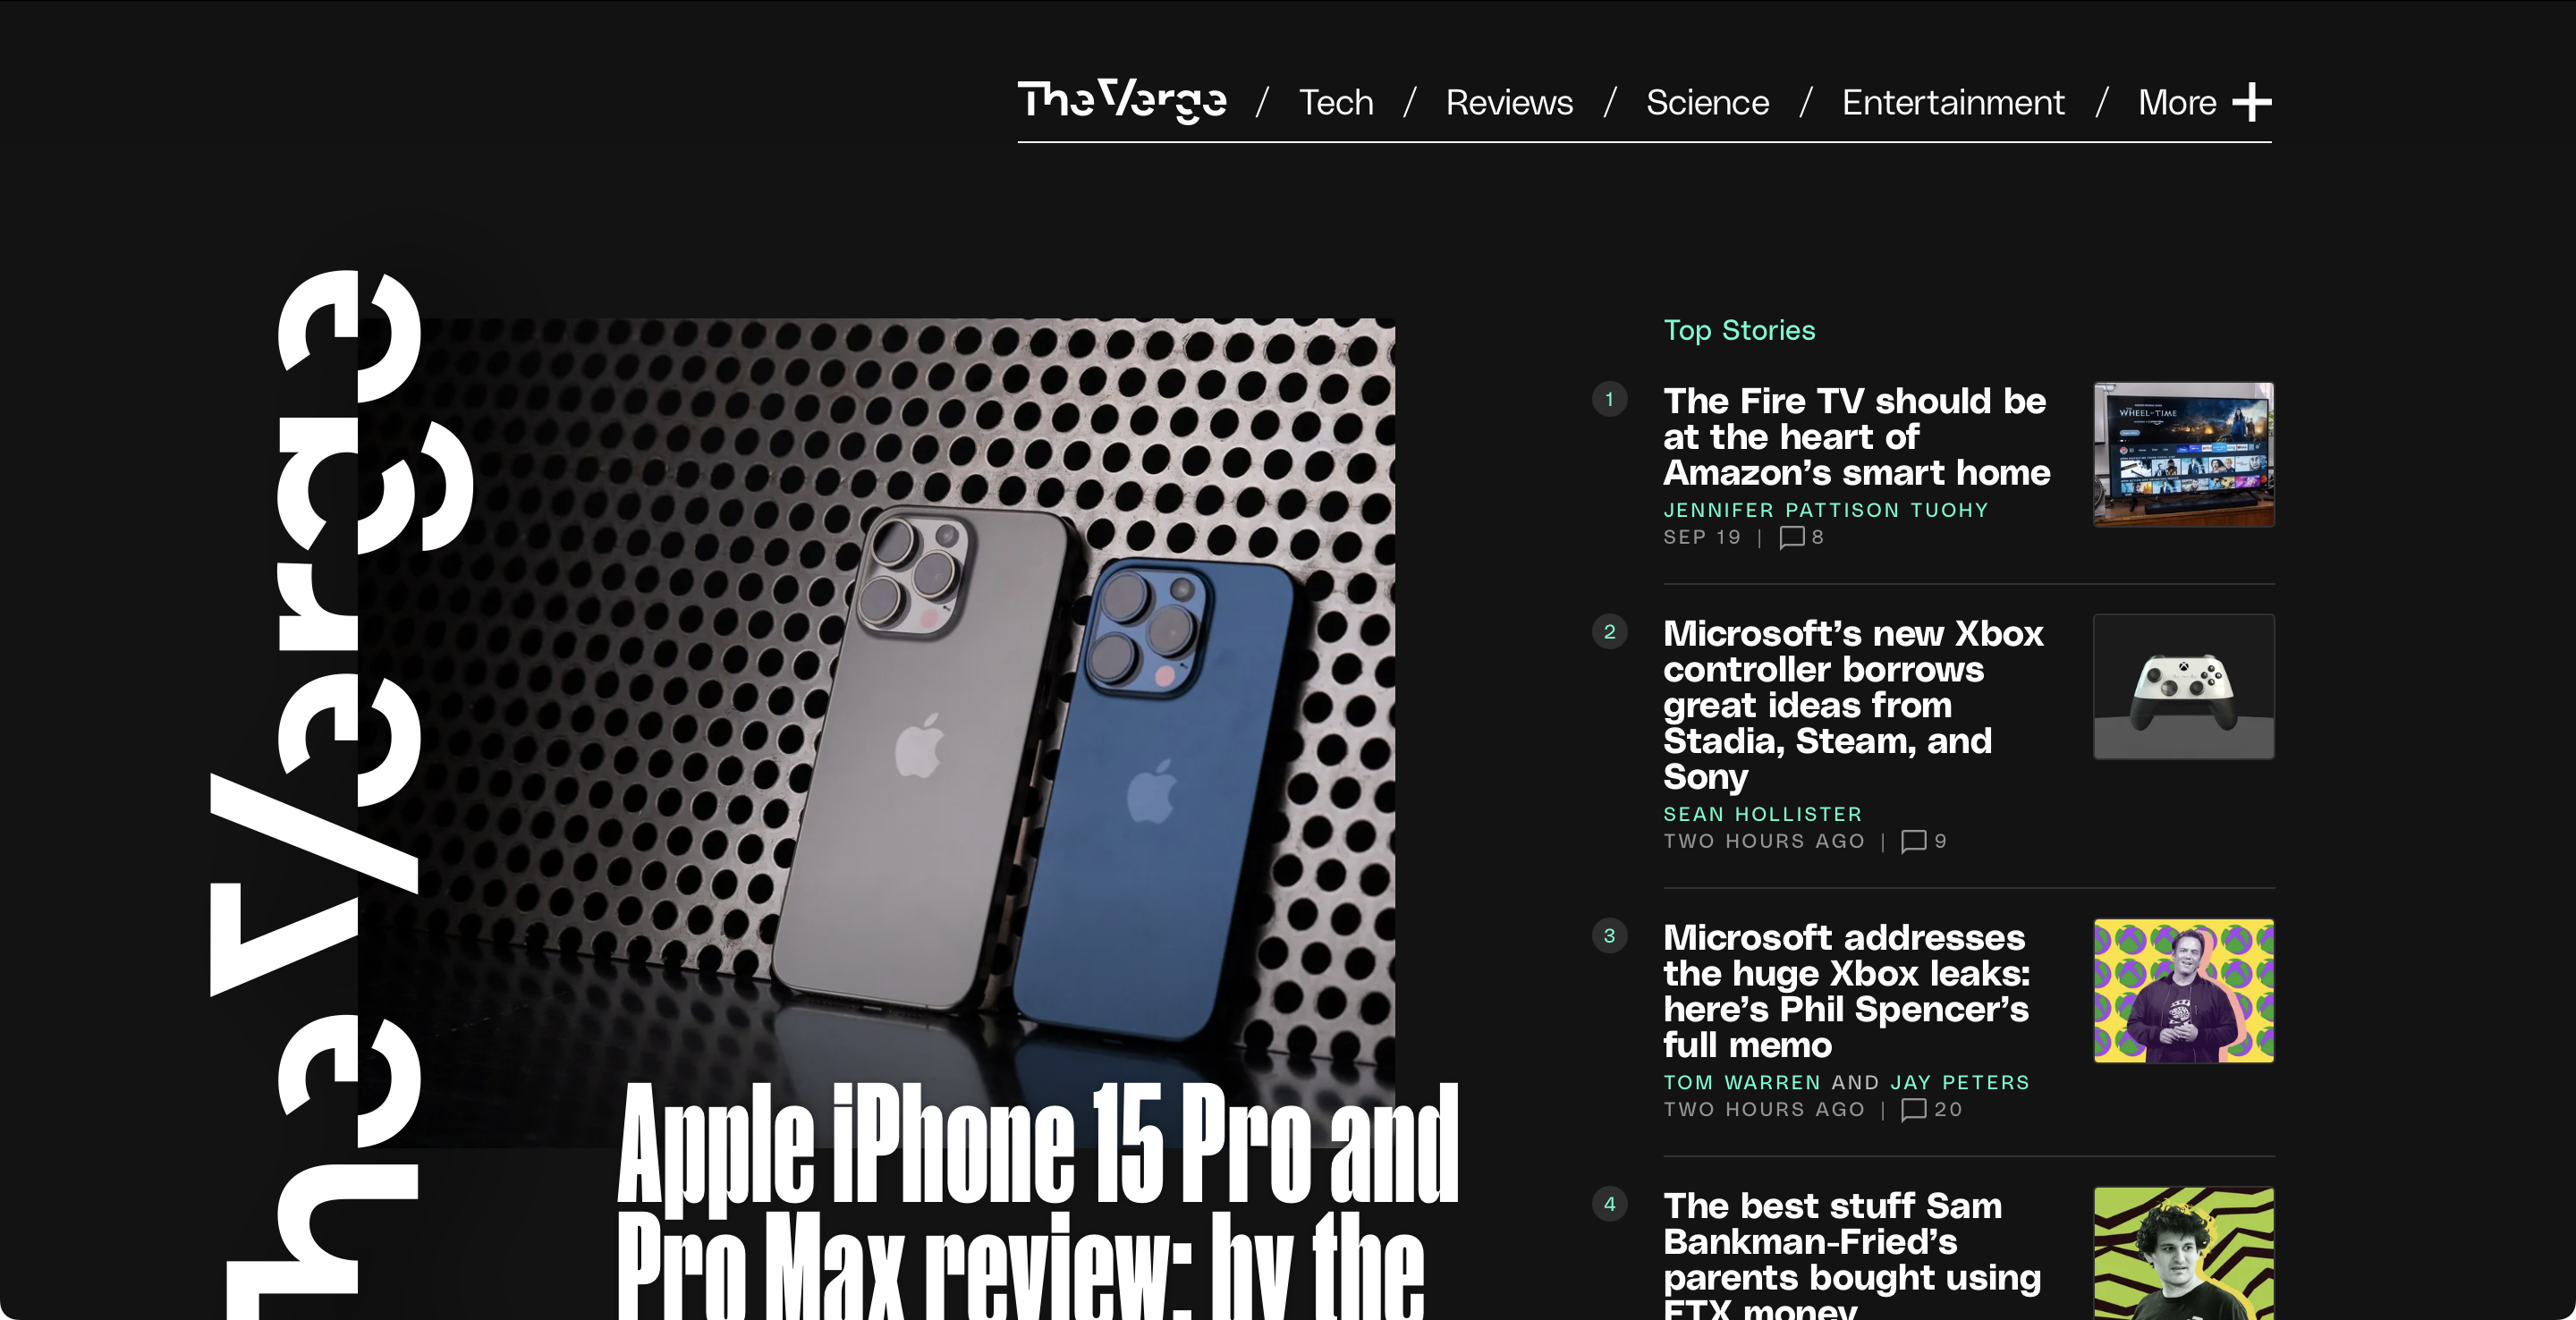 The Verge / Tech / Reviews / Science / Entertainment / More
The Verge
Apple iPhone 15 Pro and
Pro Max review: by the
Top Stories
1
The Fire TV should be
at the heart of
Amazon’s smart home
JENNIFER PATTISON TUOHY
SEP 19 | 8
WHEEL OF TIME
2
Microsoft’s new Xbox
controller borrows
great ideas from
Stadia, Steam, and
Sony
SEAN HOLLISTER
TWO HOURS AGO | 9
3
Microsoft addresses
the huge Xbox leaks:
here’s Phil Spencer’s
full memo
TOM WARREN AND JAY PETERS
TWO HOURS AGO | 20
4
The best stuff Sam
Bankman-Fried’s
parents bought using
FTX money